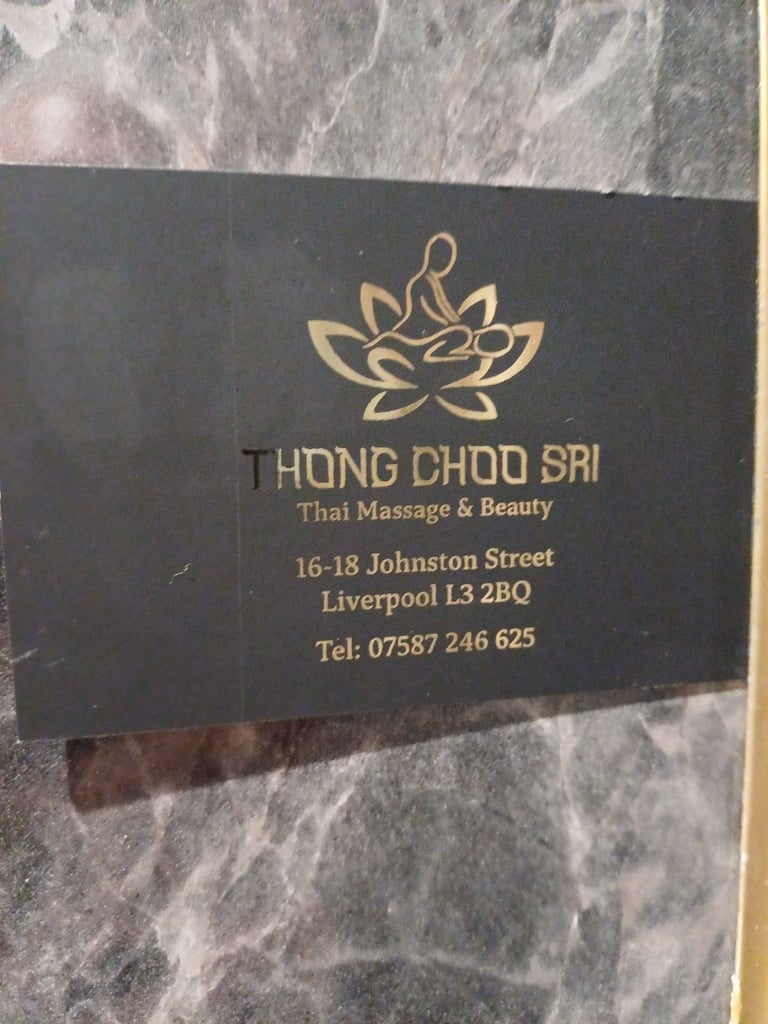 THONG CHOO SRI
Thai Massage & Beauty
16-18 Johnston Street
Liverpool L3 2BQ
Tel: 07587 246 625